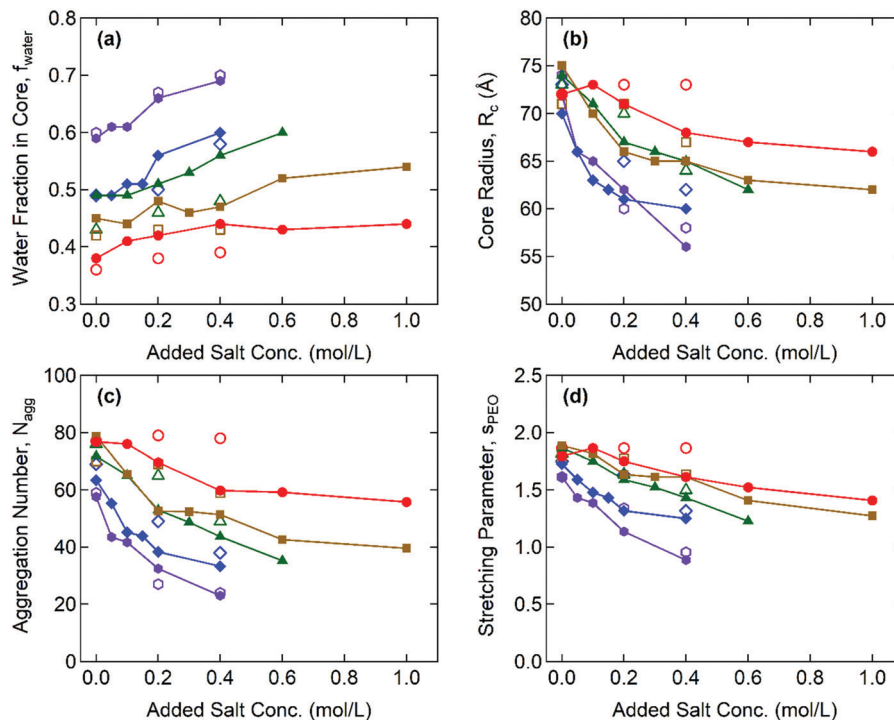 (a)
0.8
0.7
0.6
0.5
0.4
0.3
Water Fraction in Core, f_water
0.0 0.2 0.4 0.6 0.8 1.0
Added Salt Conc. (mol/L)
(b)
80
75
70
65
60
55
50
Core Radius, R_c (Å)
0.0 0.2 0.4 0.6 0.8 1.0
Added Salt Conc. (mol/L)
(c)
100
80
60
40
20
0
Aggregation Number, N_agg
0.0 0.2 0.4 0.6 0.8 1.0
Added Salt Conc. (mol/L)
(d)
2.5
2.0
1.5
1.0
0.5
0.0
Stretching Parameter, s_PEO
0.0 0.2 0.4 0.6 0.8 1.0
Added Salt Conc. (mol/L)